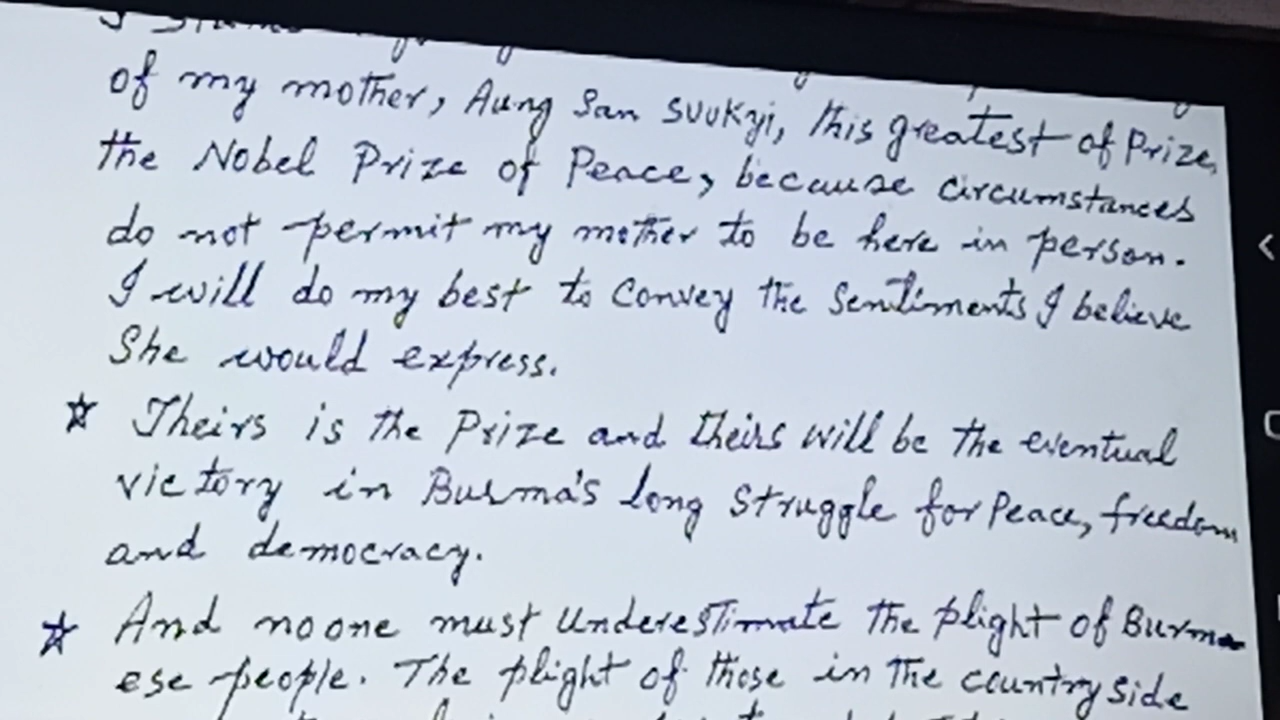 of my mother, Aung San Suukyi, this greatest of Prize,
the Nobel Prize of Peace, because circumstances
do not permit my mother to be here in person.
I will do my best to convey the sentiments I believe
She would express.
☆ Theirs is the Prize and theirs will be the eventual
victory in Burma's long Struggle for Peace, freedom
and democracy.
☆ And no one must Underestimate the plight of Burm
ese people. The plight of those in the countryside